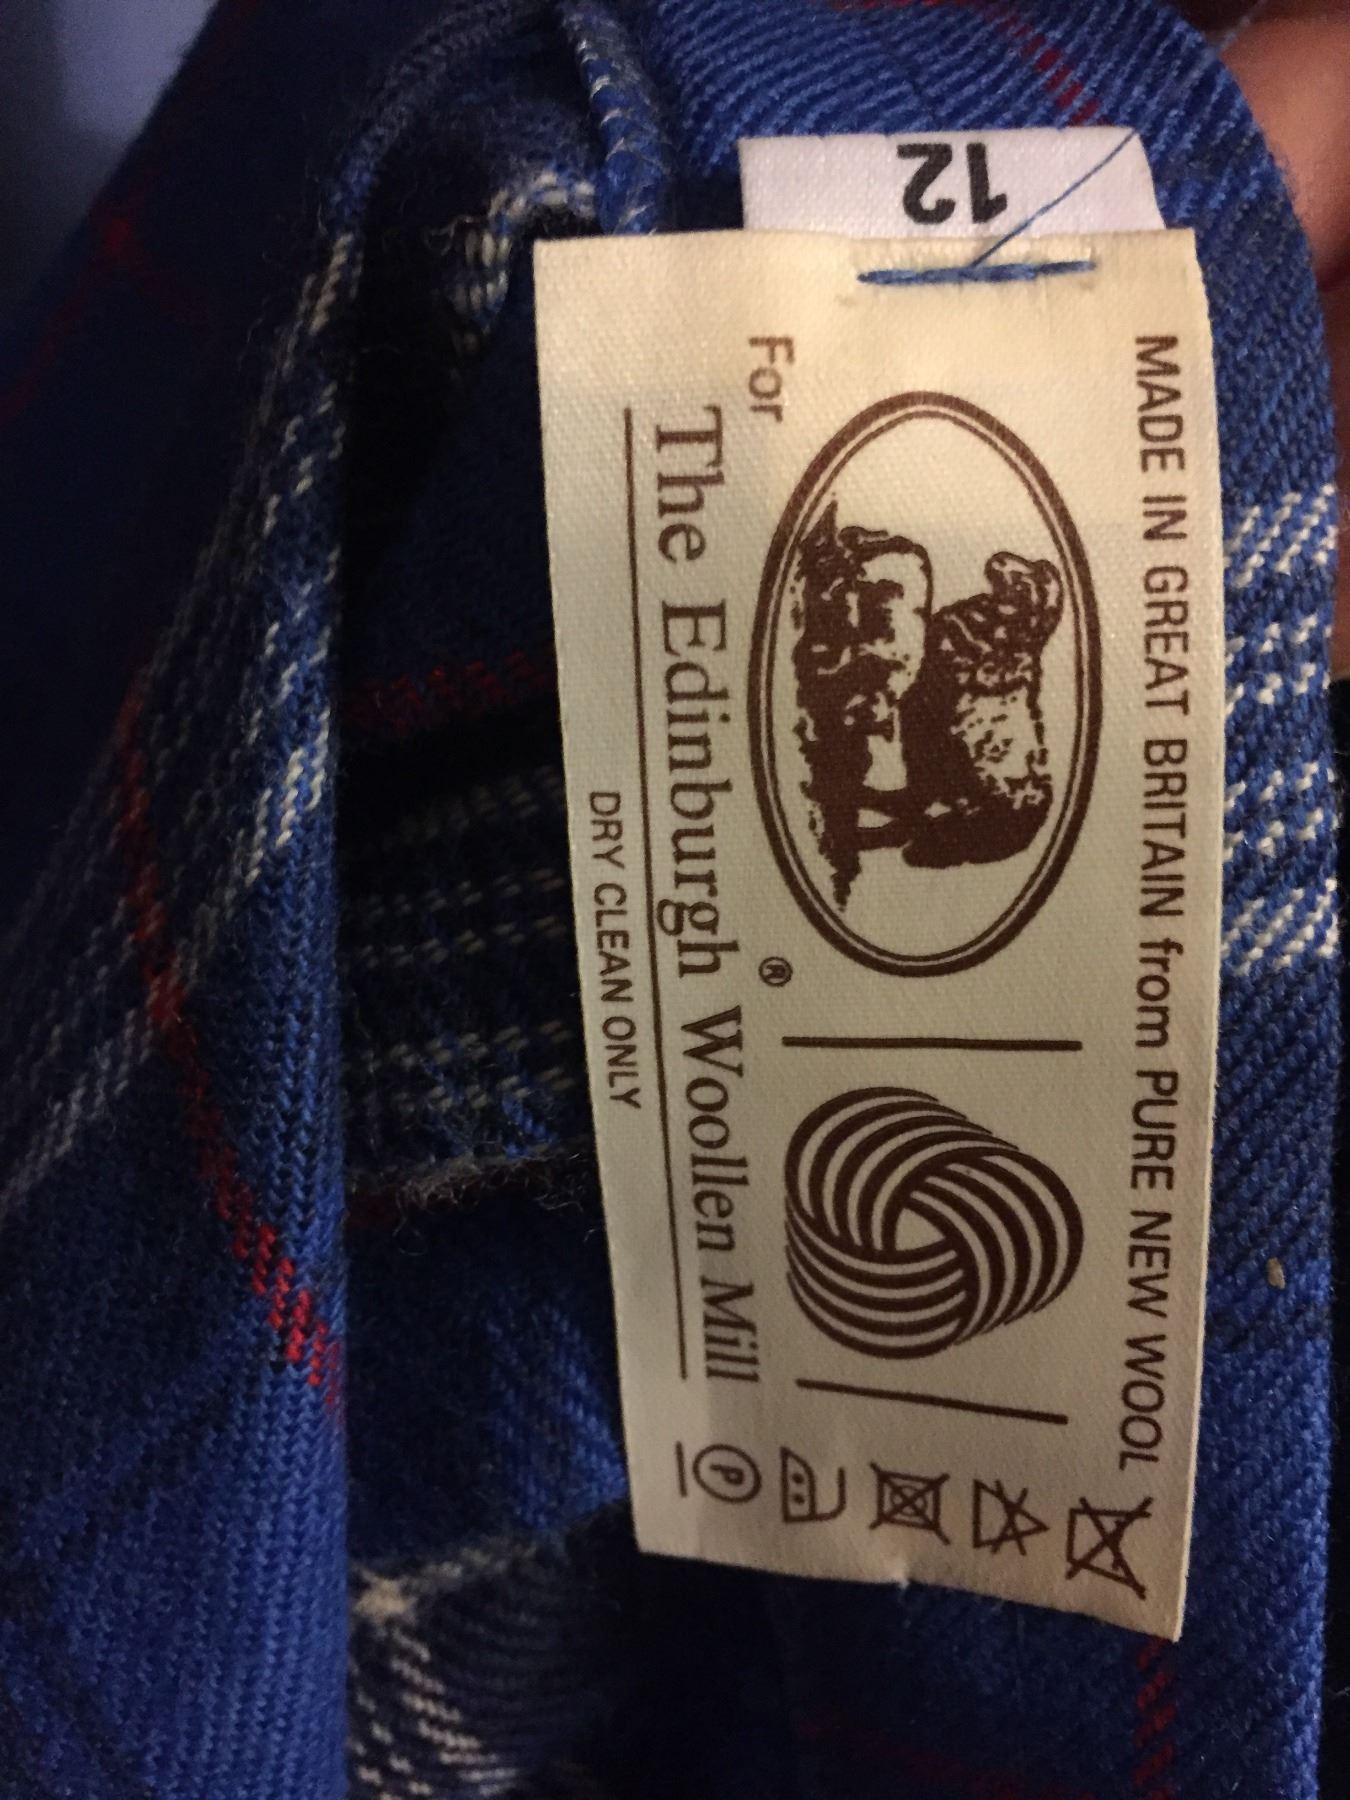 12
MADE IN GREAT BRITAIN from PURE NEW WOOL
For
®
The Edinburgh Woollen Mill
P
DRY CLEAN ONLY